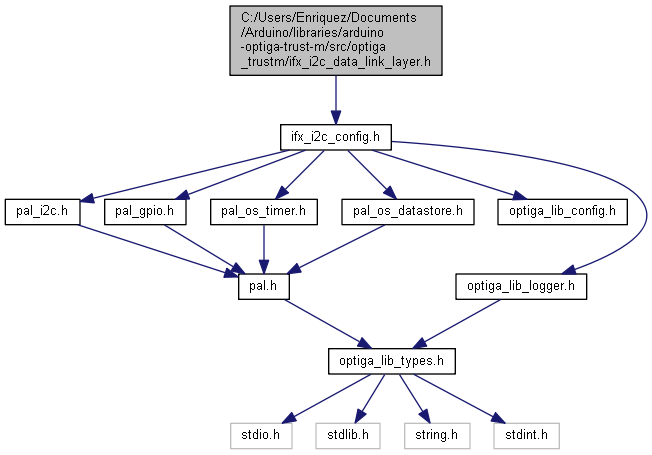 C:/Users/Enriquez/Documents
/Arduino/libraries/arduino
-optiga-trust-m/src/optiga
_trustm/ifx_i2c_data_link_layer.h
ifx_i2c_config.h
pal_i2c.h
pal_gpio.h
pal_os_timer.h
pal_os_datastore.h
optiga_lib_config.h
pal.h
optiga_lib_logger.h
optiga_lib_types.h
stdio.h
stdlib.h
string.h
stdint.h